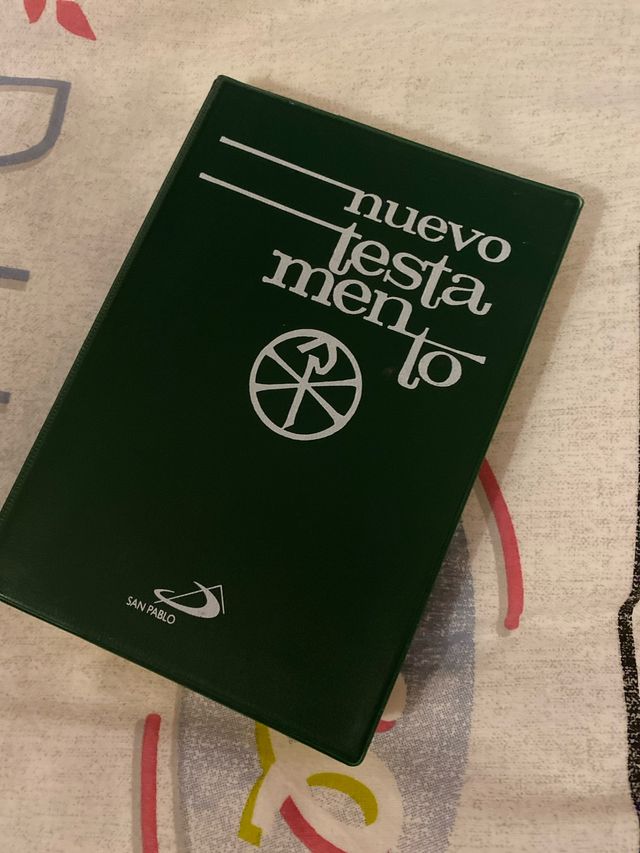 nuevo
testa
men
to
SAN PABLO